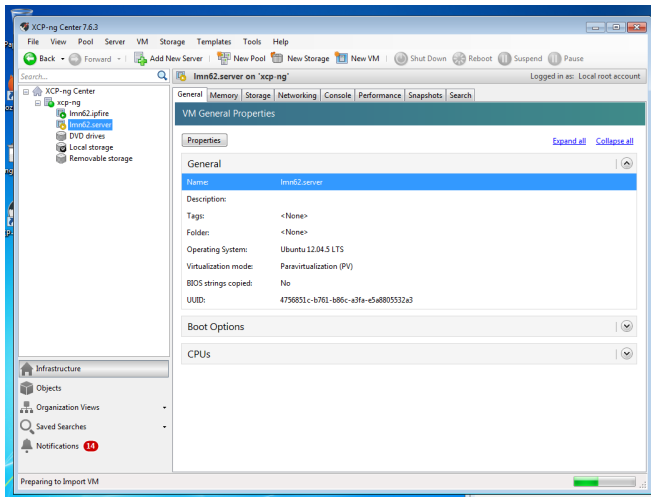 XCP-ng Center 7.6.3
File View Pool Server VM Storage Templates Tools Help
Back Forward Add New Server New Pool New Storage New VM Shut Down Reboot Suspend Pause
Search...
lmn62.server on 'xcp-ng'
Logged in as: Local root account
XCP-ng Center
xcp-ng
lmn62.ipfire
lmn62.server
DVD drives
Local storage
Removable storage
General Memory Storage Networking Console Performance Snapshots Search
VM General Properties
Properties
Expand all Collapse all
General
Name: lmn62.server
Description:
Tags: <None>
Folder: <None>
Operating System: Ubuntu 12.04.5 LTS
Virtualization mode: Paravirtualization (PV)
BIOS strings copied: No
UUID: 4756851c-b761-b86c-a3fa-e5a8805532a3
Boot Options
CPUs
Infrastructure
Objects
Organization Views
Saved Searches
Notifications 14
Preparing to Import VM